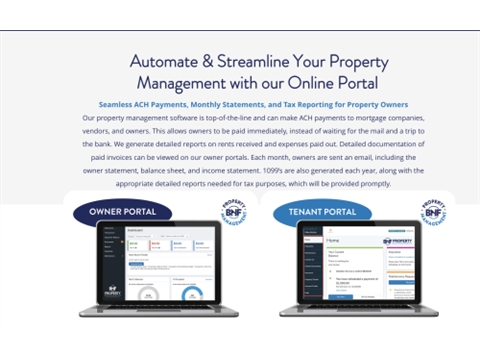 Automate & Streamline Your Property
Management with our Online Portal
Seamless ACH Payments, Monthly Statements, and Tax Reporting for Property Owners
Our property management software is top-of-the-line and can make ACH payments to mortgage companies,
vendors, and owners. This allows owners to be paid immediately, instead of waiting for the mail and a trip to
the bank. We generate detailed reports on rents received and expenses paid out. Detailed documentation of
paid invoices can be viewed on our owner portals. Each month, owners are sent an email, including the
owner statement, balance sheet, and income statement. 1099's are also generated each year, along with the
appropriate detailed reports needed for tax purposes, which will be provided promptly.
OWNER PORTAL
PROPERTY
BNF
MANAGEMENT
TENANT PORTAL
PROPERTY
BNF
MANAGEMENT
PROPERTY
PROPERTY